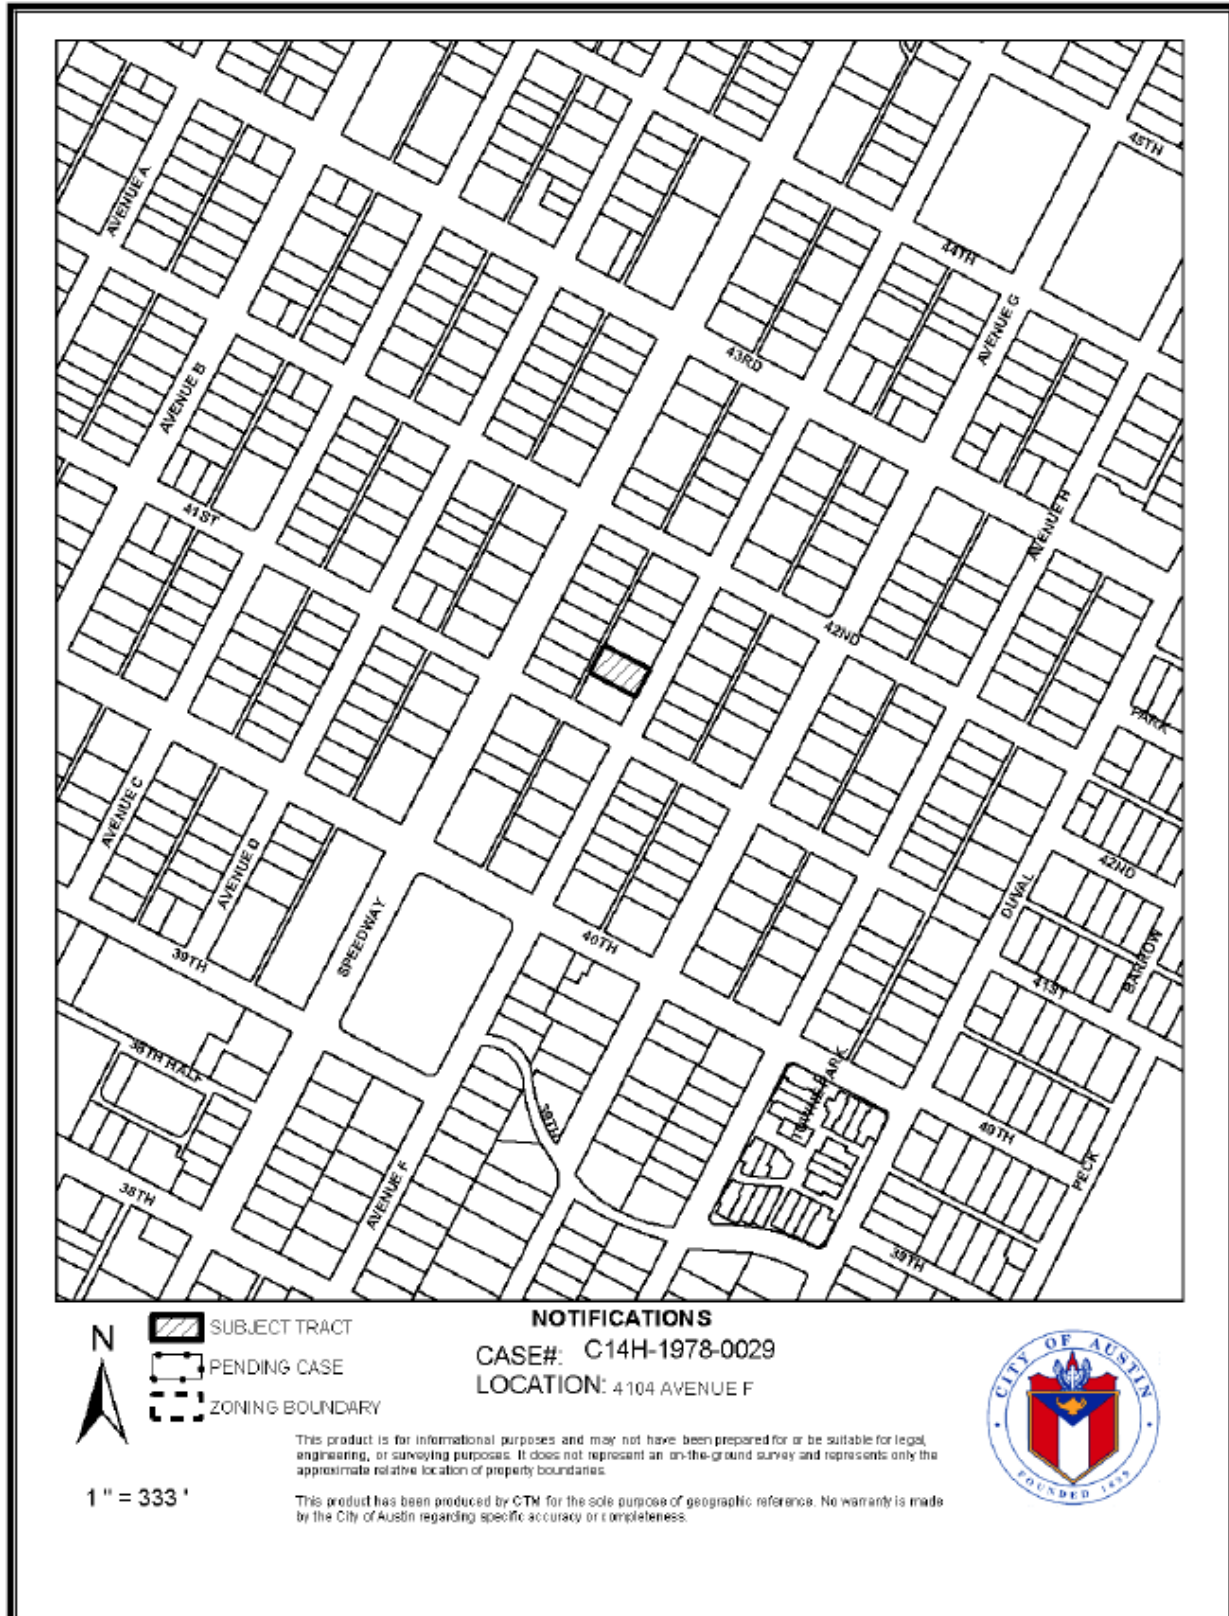 45TH
AVENUE A
44TH
AVENUE G
43RD
AVENUE B
AVENUE H
41ST
42ND
PARK
AVENUE C
AVENUE D
42ND
DUVAL
SPEEDWAY
40TH
39TH
BARROW
41ST
38TH HALF
TOWNE PARK
39TH
40TH
PECK
AVENUE F
38TH
39TH
N
1" = 333'
SUBJECT TRACT
PENDING CASE
ZONING BOUNDARY
NOTIFICATIONS
CASE#: C14H-1978-0029
LOCATION: 4104 AVENUE F
This product is for informational purposes and may not have been prepared for or be suitable for legal,
engineering, or surveying purposes. It does not represent an on-the-ground survey and represents only the
approximate relative location of property boundaries.
This product has been produced by CTM for the sole purpose of geographic reference. No warranty is made
by the City of Austin regarding specific accuracy or completeness.
CITY OF AUSTIN
FOUNDED 1839